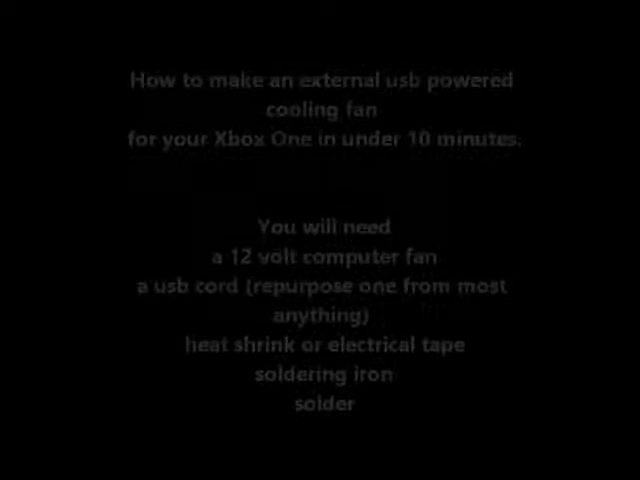 How to make an external usb powered
cooling fan
for your Xbox One in under 10 minutes.
You will need
a 12 volt computer fan
a usb cord (repurpose one from most
anything)
heat shrink or electrical tape
soldering iron
solder